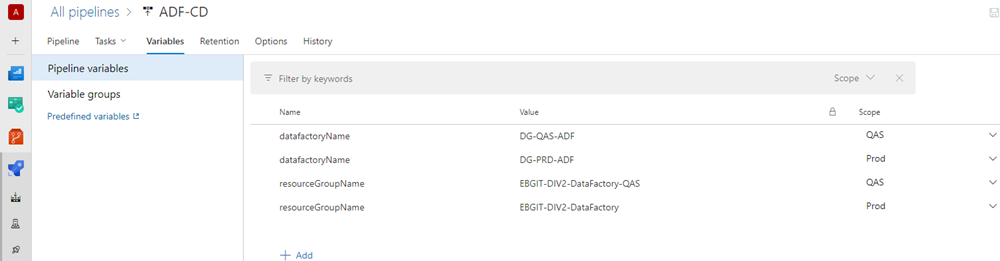 A
All pipelines > ADF-CD
Pipeline Tasks Variables Retention Options History
Pipeline variables
Variable groups
Predefined variables
Filter by keywords Scope
Name Value Scope
datafactoryName DG-QAS-ADF QAS
datafactoryName DG-PRD-ADF Prod
resourceGroupName EBGIT-DIV2-DataFactory-QAS QAS
resourceGroupName EBGIT-DIV2-DataFactory Prod
+ Add